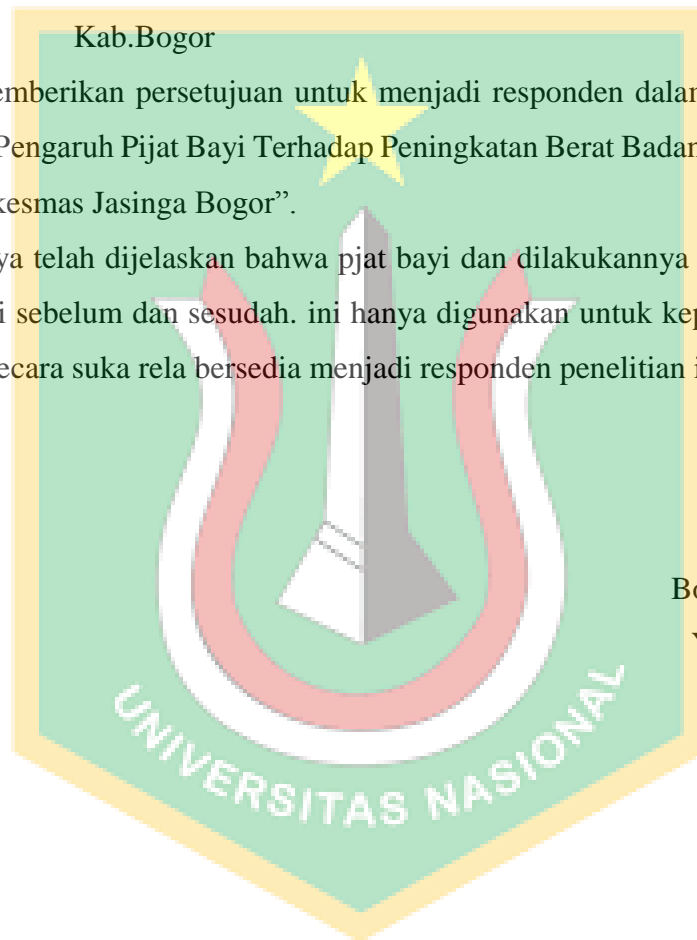 Kab.Bogor
emberikan persetujuan untuk menjadi responden dalam
Pengaruh Pijat Bayi Terhadap Peningkatan Berat Badan
kesmas Jasinga Bogor”.
ya telah dijelaskan bahwa pjat bayi dan dilakukannya
i sebelum dan sesudah. ini hanya digunakan untuk kep
ecara suka rela bersedia menjadi responden penelitian i
Bo
UNIVERSITAS NASIONAL